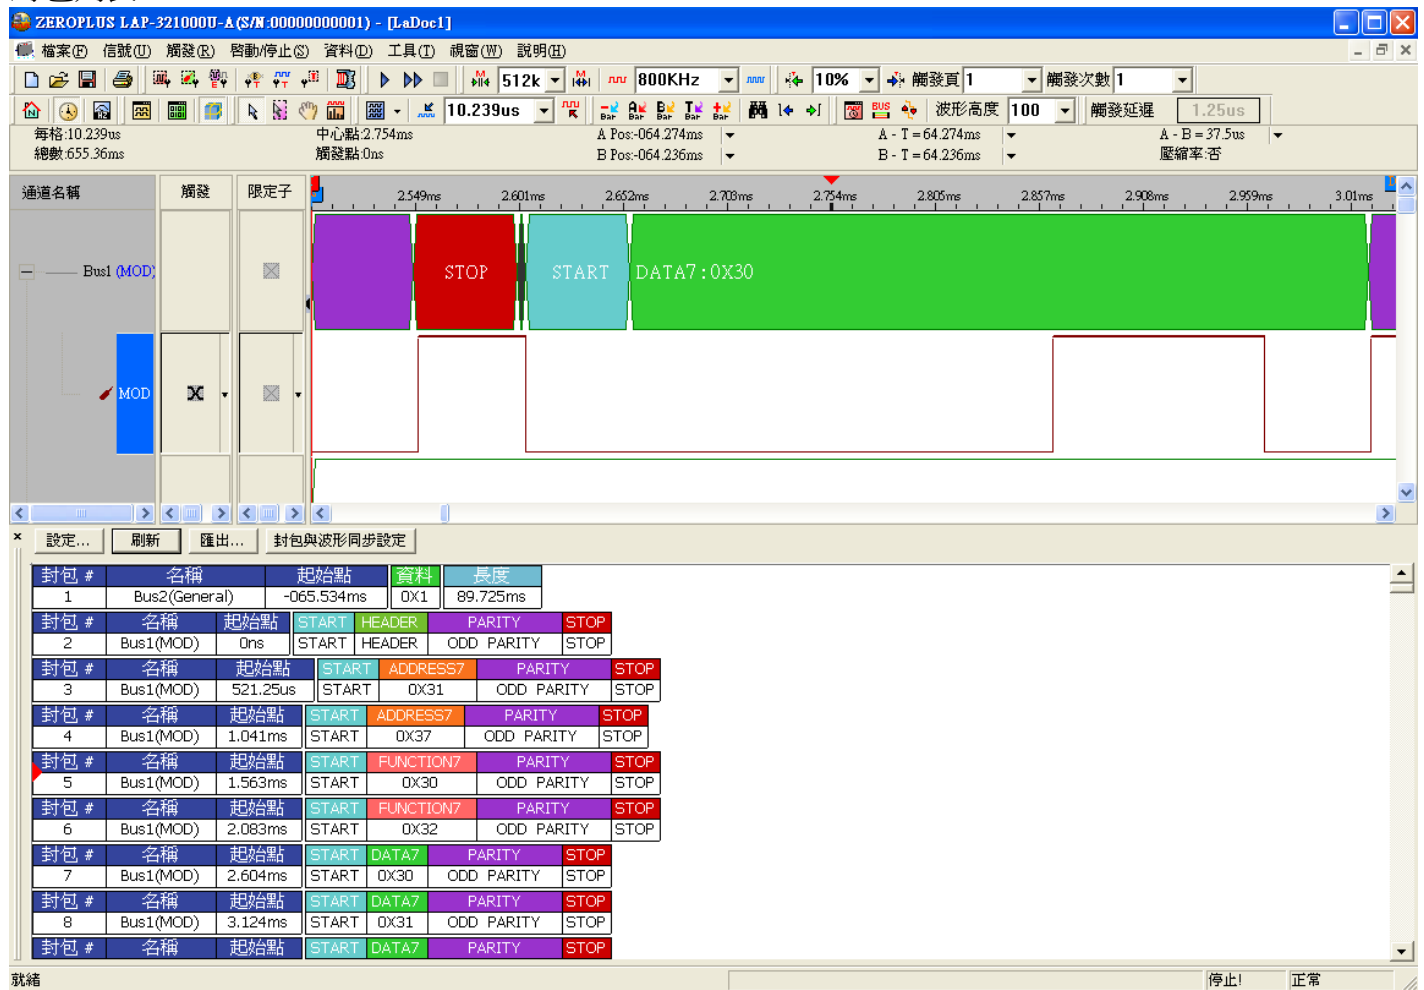 ZEROPLUS LAP-321000U-A(S/N:00000000001) - [LaDoc1]
檔案(F) 信號(U) 觸發(R) 啓動/停止(S) 資料(D) 工具(T) 視窗(W) 說明(H)
512k 800KHz 10% 觸發頁 1 觸發次數 1
10.239us Bar Bar Bar Bar Bar BUS 波形高度 100 觸發延遲 1.25us
每格:10.239us 中心點:2.754ms A Pos:-064.274ms A - T = 64.274ms A - B = 37.5us
總數:655.36ms 觸發點:0ns B Pos:-064.236ms B - T = 64.236ms 壓縮率:否
通道名稱 觸發 限定子 2.549ms 2.601ms 2.652ms 2.703ms 2.754ms 2.805ms 2.857ms 2.908ms 2.959ms 3.01ms
Bus1 (MOD) STOP START DATA7:0X30
MOD
設定... 刷新 匯出... 封包與波形同步設定
封包 # 名稱 起始點 資料 長度
1 Bus2(General) -065.534ms 0X1 89.725ms
封包 # 名稱 起始點 START HEADER PARITY STOP
2 Bus1(MOD) 0ns START HEADER ODD PARITY STOP
封包 # 名稱 起始點 START ADDRESS7 PARITY STOP
3 Bus1(MOD) 521.25us START 0X31 ODD PARITY STOP
封包 # 名稱 起始點 START ADDRESS7 PARITY STOP
4 Bus1(MOD) 1.041ms START 0X37 ODD PARITY STOP
封包 # 名稱 起始點 START FUNCTION7 PARITY STOP
5 Bus1(MOD) 1.563ms START 0X30 ODD PARITY STOP
封包 # 名稱 起始點 START FUNCTION7 PARITY STOP
6 Bus1(MOD) 2.083ms START 0X32 ODD PARITY STOP
封包 # 名稱 起始點 START DATA7 PARITY STOP
7 Bus1(MOD) 2.604ms START 0X30 ODD PARITY STOP
封包 # 名稱 起始點 START DATA7 PARITY STOP
8 Bus1(MOD) 3.124ms START 0X31 ODD PARITY STOP
封包 # 名稱 起始點 START DATA7 PARITY STOP
就緒 停止! 正常